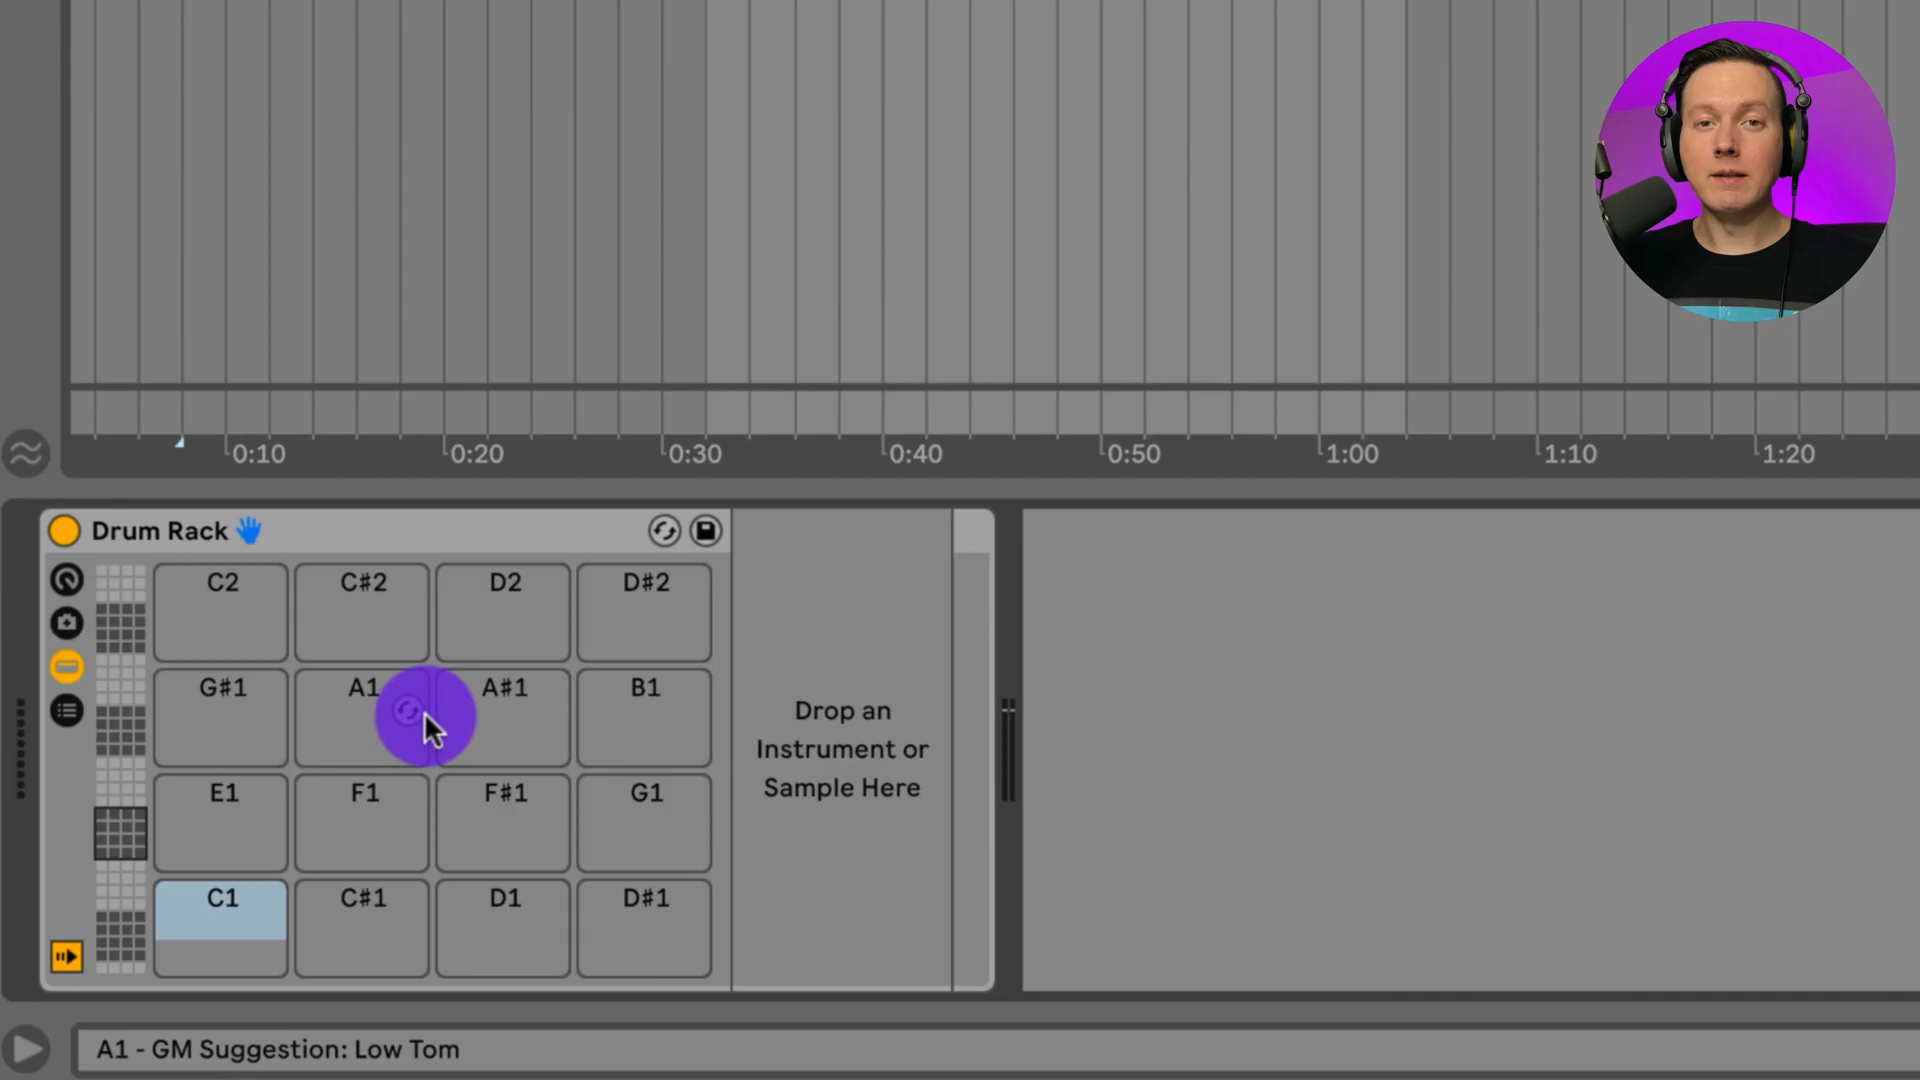 0:10 0:20 0:30 0:40 0:50 1:00 1:10 1:20
Drum Rack
C2 C#2 D2 D#2
G#1 A1 A#1 B1
E1 F1 F#1 G1
C1 C#1 D1 D#1
Drop an
Instrument or
Sample Here
A1 - GM Suggestion: Low Tom